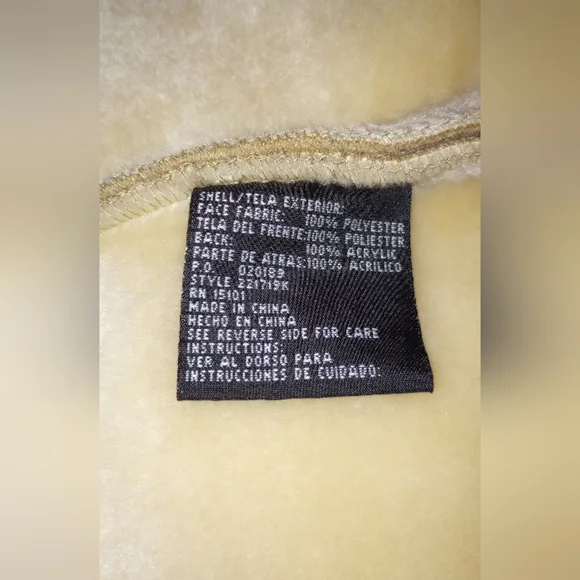 SHELL/TELA EXTERIOR:
FACE FABRIC: 100% POLYESTER
TELA DEL FRENTE:100% POLIESTER
BACK: 100% ACRYLIC
PARTE DE ATRAS:100% ACRILICO
P.O. 020189
STYLE 221719K
RN 15101
MADE IN CHINA
HECHO EN CHINA
SEE REVERSE SIDE FOR CARE
INSTRUCTIONS:
VER AL DORSO PARA
INSTRUCCIONES DE CUIDADO: